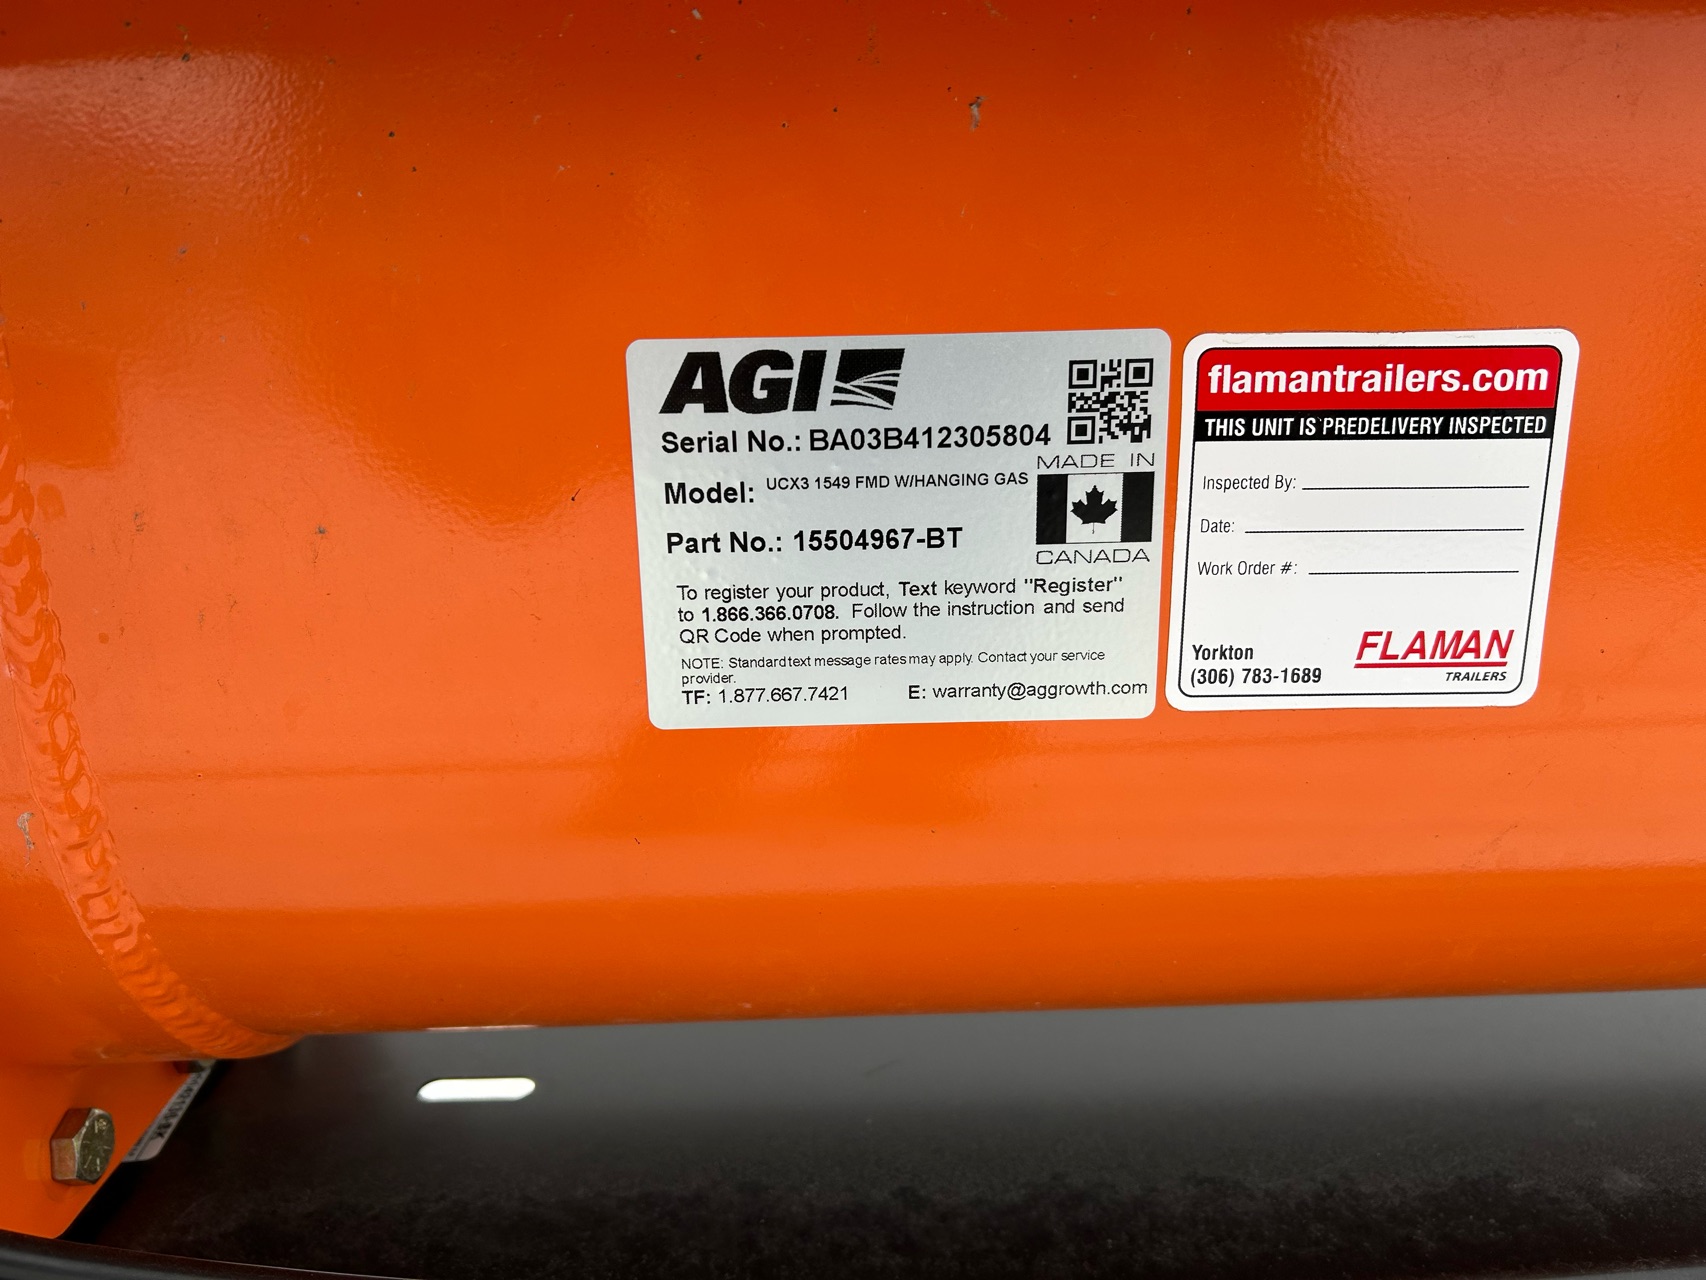 AGI
Serial No.: BA03B412305804
MADE IN
Model: UCX3 1549 FMD W/HANGING GAS
Part No.: 15504967-BT
CANADA
To register your product, Text keyword "Register"
to 1.866.366.0708. Follow the instruction and send
QR Code when prompted.
NOTE: Standard text message rates may apply. Contact your service
provider.
TF: 1.877.667.7421 E: warranty@aggrowth.com
flamantrailers.com
THIS UNIT IS PREDELIVERY INSPECTED
Inspected By:
Date:
Work Order #:
Yorkton
(306) 783-1689
FLAMAN
TRAILERS